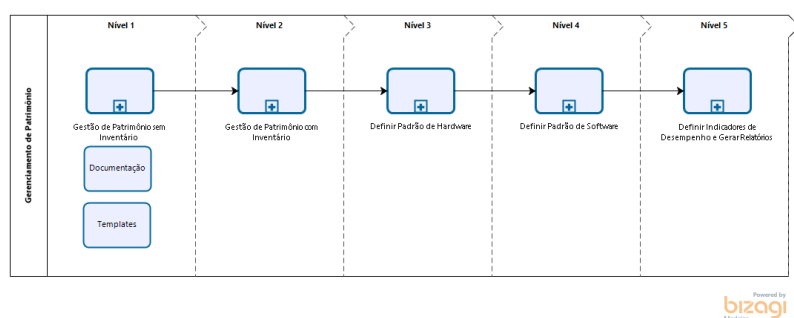 Nível 1
Nível 2
Nível 3
Nível 4
Nível 5
Gerenciamento de Patrimônio
Gestão de Patrimônio sem
Inventário
Gestão de Patrimônio com
Inventário
Definir Padrão de Hardware
Definir Padrão de Software
Definir Indicadores de
Desempenho e Gerar Relatórios
Documentação
Templates
Powered by
bizagi
Modeler